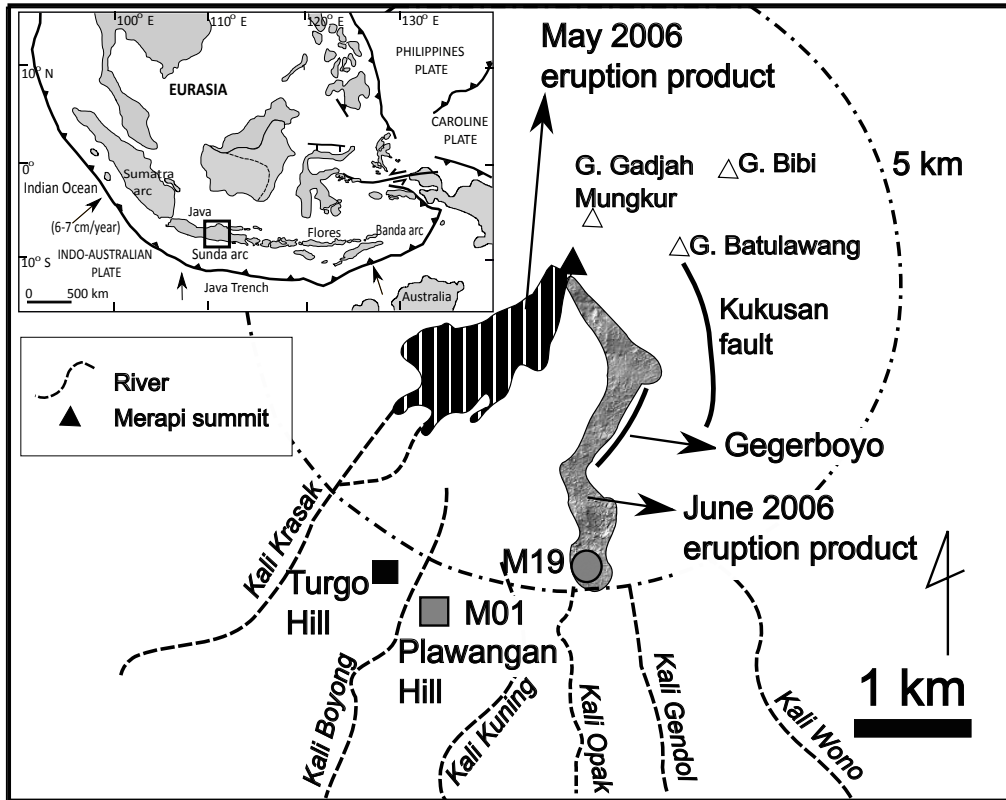 100° E
110° E
120° E
130° E
10° N
0°
10° S
EURASIA
PHILIPPINES
PLATE
CAROLINE
PLATE
Indian Ocean
Sumatra
arc
(6-7 cm/year)
Java
Flores
Banda arc
INDO-AUSTRALIAN
PLATE
Sunda arc
Java Trench
Australia
0 500 km
May 2006
eruption product
G. Gadjah
Mungkur
G. Bibi
5 km
G. Batulawang
Kukusan
fault
River
Merapi summit
Gegerboyo
June 2006
eruption product
Kali Krasak
M19
Turgo
Hill
M01
Plawangan
Hill
Kali Boyong
Kali Kuning
Kali Opak
Kali Gendol
Kali Wono
1 km